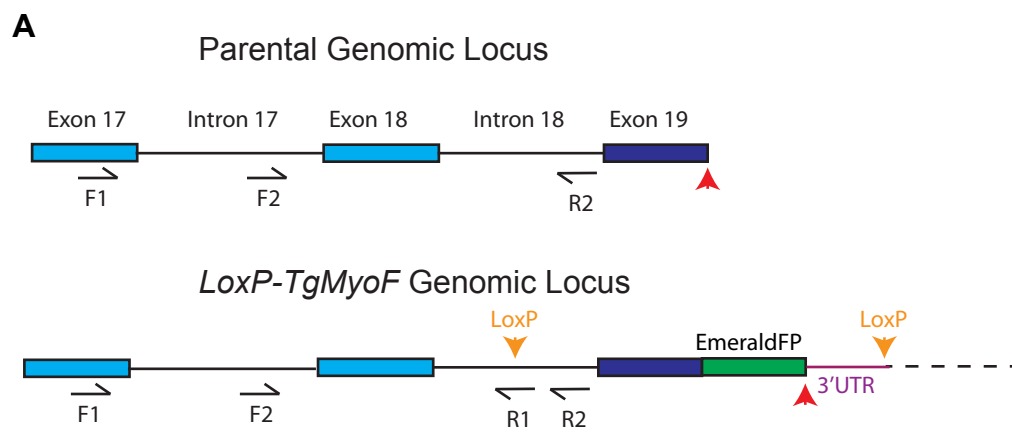 A
Parental Genomic Locus
Exon 17 Intron 17 Exon 18 Intron 18 Exon 19
F1 F2 R2
LoxP-TgMyoF Genomic Locus
LoxP LoxP
EmeraldFP
3'UTR
F1 F2 R1 R2